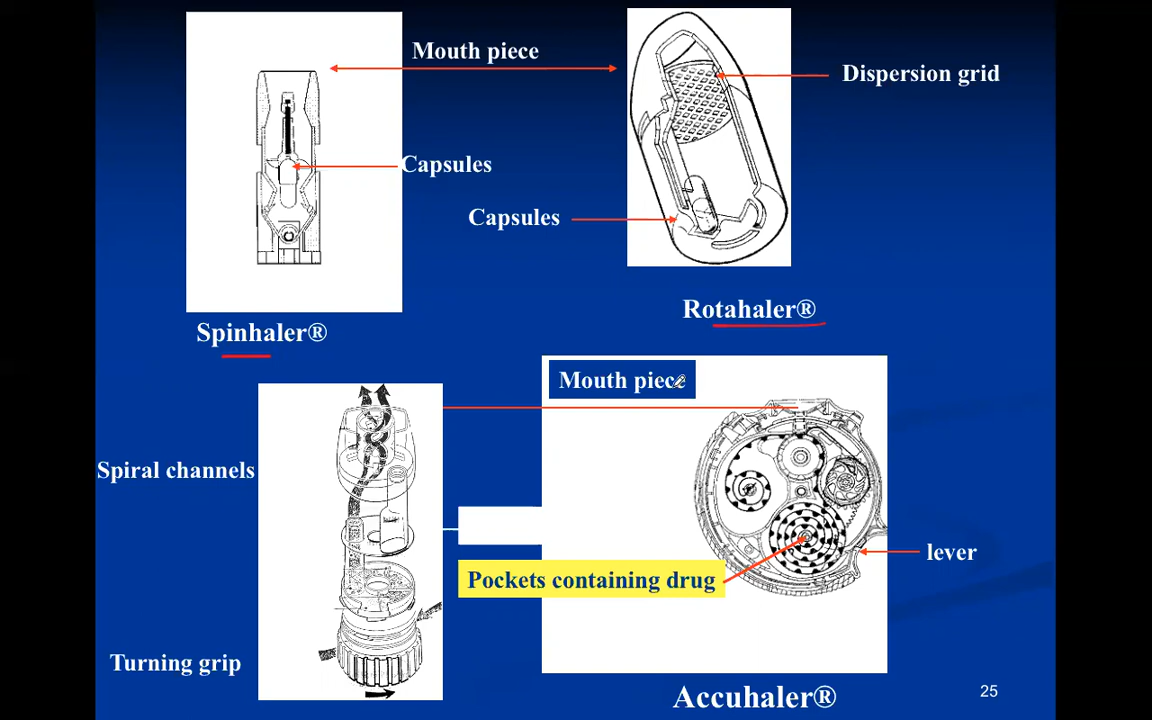 Mouth piece
Dispersion grid
Capsules
Capsules
Rotahaler®
Spinhaler®
Mouth piece
Spiral channels
lever
Pockets containing drug
Turning grip
Accuhaler®
25